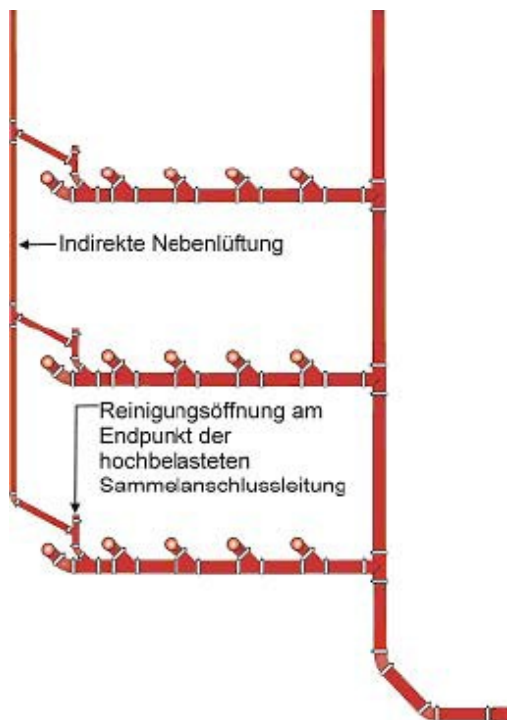 Indirekte Nebenlüftung
Reinigungsöffnung am
Endpunkt der
hochbelasteten
Sammelanschlussleitung